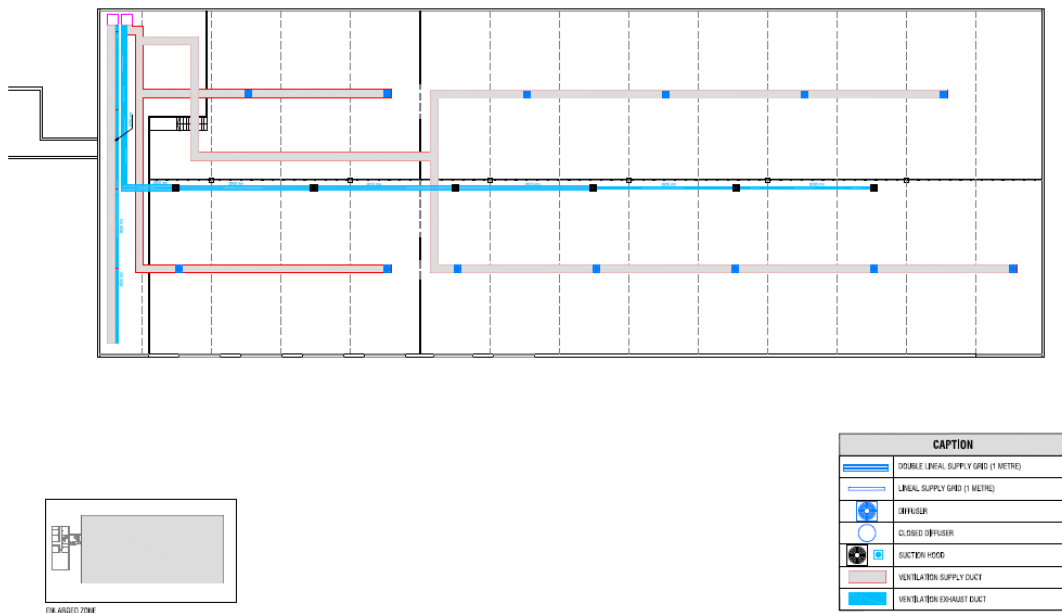 CAPTION
DOUBLE LINEAL SUPPLY GRID (1 METRE)
LINEAL SUPPLY GRID (1 METRE)
DIFFUSER
CLOSED DIFFUSER
SUCTION HOOD
VENTILATION SUPPLY DUCT
VENTILATION EXHAUST DUCT
ENLARGED ZONE